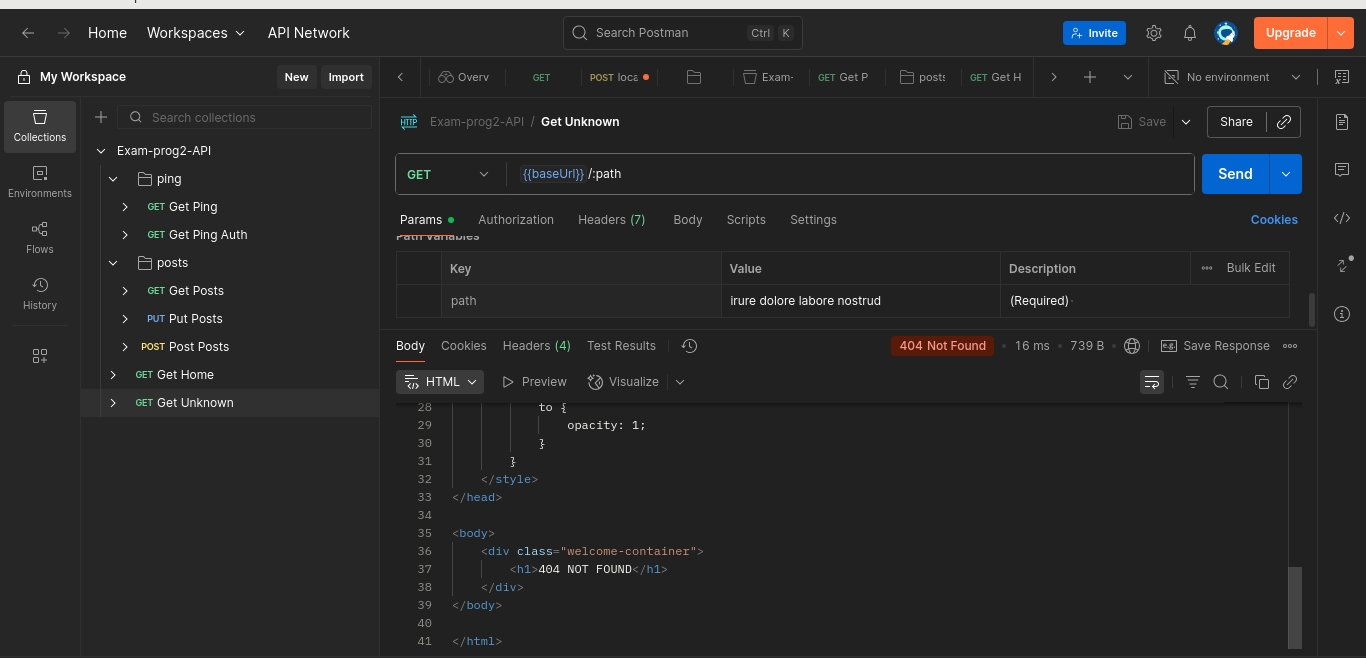 Home
Workspaces
API Network
Search Postman
Ctrl
K
Invite
Upgrade
My Workspace
New
Import
Overv
GET
POST loca
Exam-
GET Get P
posts
GET Get H
No environment
Collections
Environments
Flows
History
Search collections
Exam-prog2-API
ping
GET Get Ping
GET Get Ping Auth
posts
GET Get Posts
PUT Put Posts
POST Post Posts
GET Get Home
GET Get Unknown
HTTP
Exam-prog2-API / Get Unknown
Save
Share
GET
{{baseUrl}} /:path
Send
Params
Authorization
Headers (7)
Body
Scripts
Settings
Cookies
Path Variables
Key
Value
Description
Bulk Edit
path
irure dolore labore nostrud
(Required)
Body
Cookies
Headers (4)
Test Results
404 Not Found
16 ms
739 B
e.g.
Save Response
HTML
Preview
Visualize
28 to {
29 opacity: 1;
30 }
31 }
32 </style>
33 </head>
34
35 <body>
36 <div class="welcome-container">
37 <h1>404 NOT FOUND</h1>
38 </div>
39 </body>
40
41 </html>